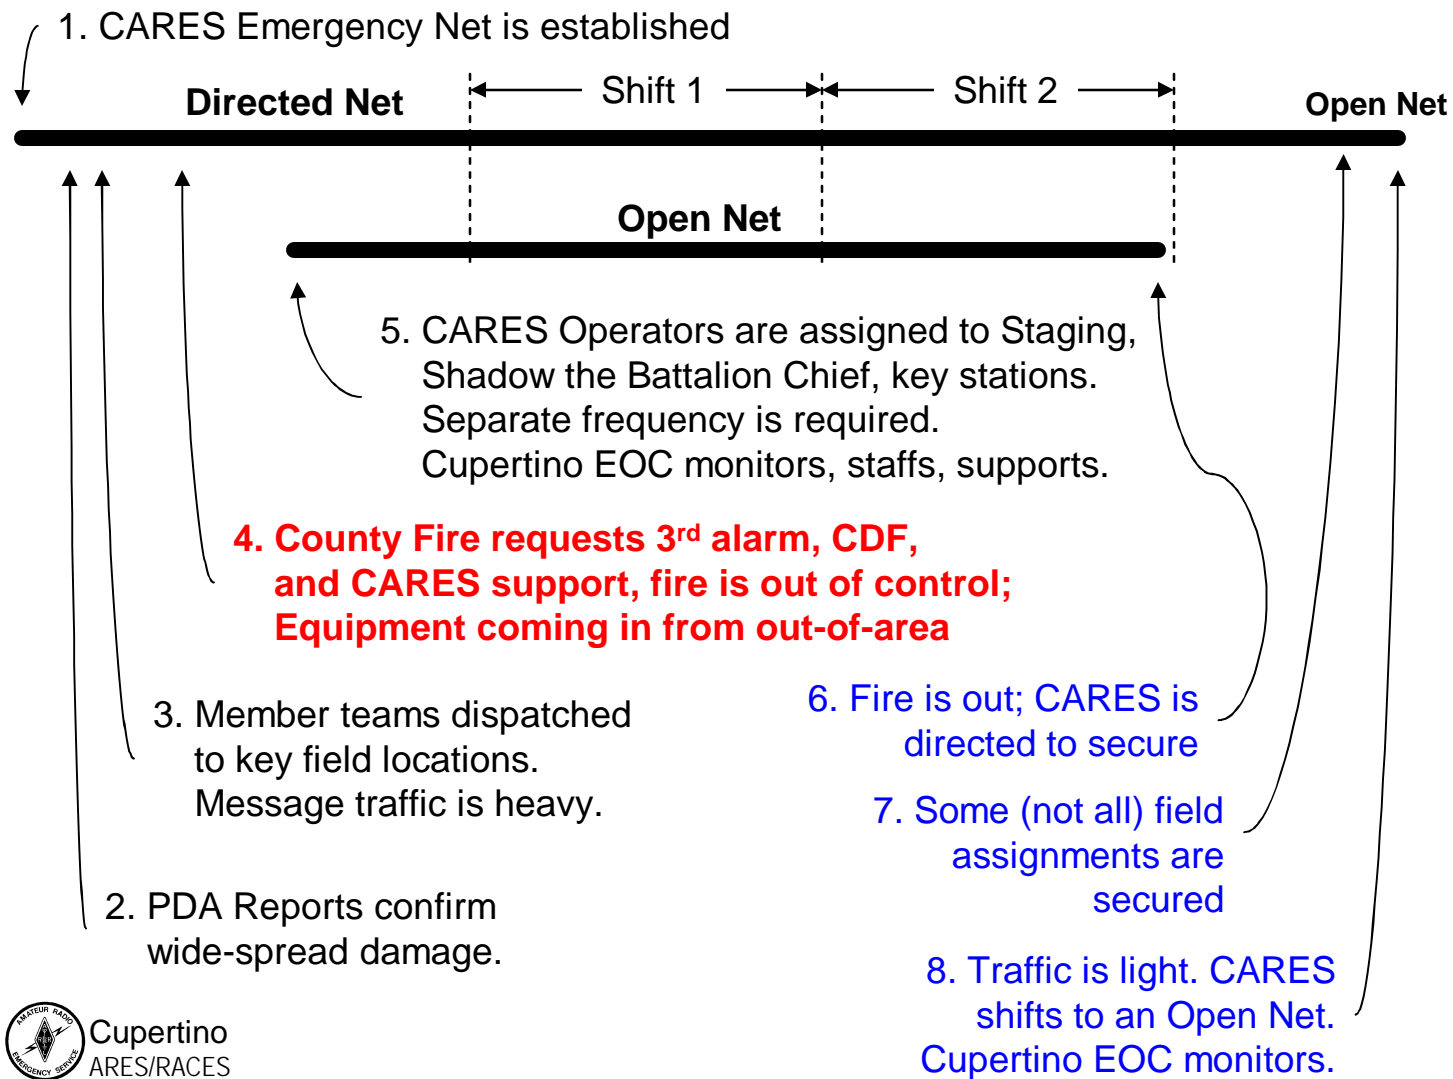 1. CARES Emergency Net is established
Directed Net
Shift 1
Shift 2
Open Net
Open Net
5. CARES Operators are assigned to Staging,
Shadow the Battalion Chief, key stations.
Separate frequency is required.
Cupertino EOC monitors, staffs, supports.
4. County Fire requests 3rd alarm, CDF,
and CARES support, fire is out of control;
Equipment coming in from out-of-area
3. Member teams dispatched
to key field locations.
Message traffic is heavy.
6. Fire is out; CARES is
directed to secure
7. Some (not all) field
assignments are
secured
2. PDA Reports confirm
wide-spread damage.
8. Traffic is light. CARES
shifts to an Open Net.
Cupertino EOC monitors.
AMATEUR RADIO
EMERGENCY SERVICE
Cupertino
ARES/RACES